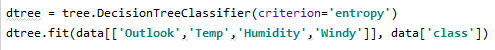 dtree = tree.DecisionTreeClassifier(criterion='entropy')
dtree.fit(data[['Outlook','Temp','Humidity','Windy']], data['class'])